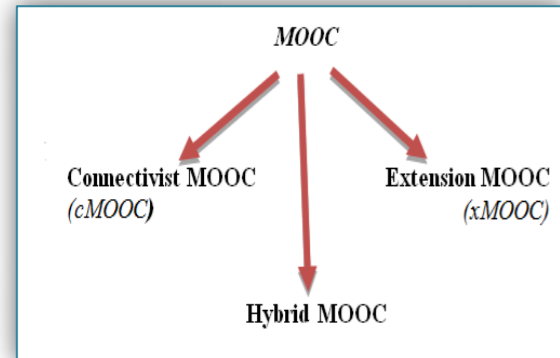 MOOC
Connectivist MOOC
(cMOOC)
Extension MOOC
(xMOOC)
Hybrid MOOC